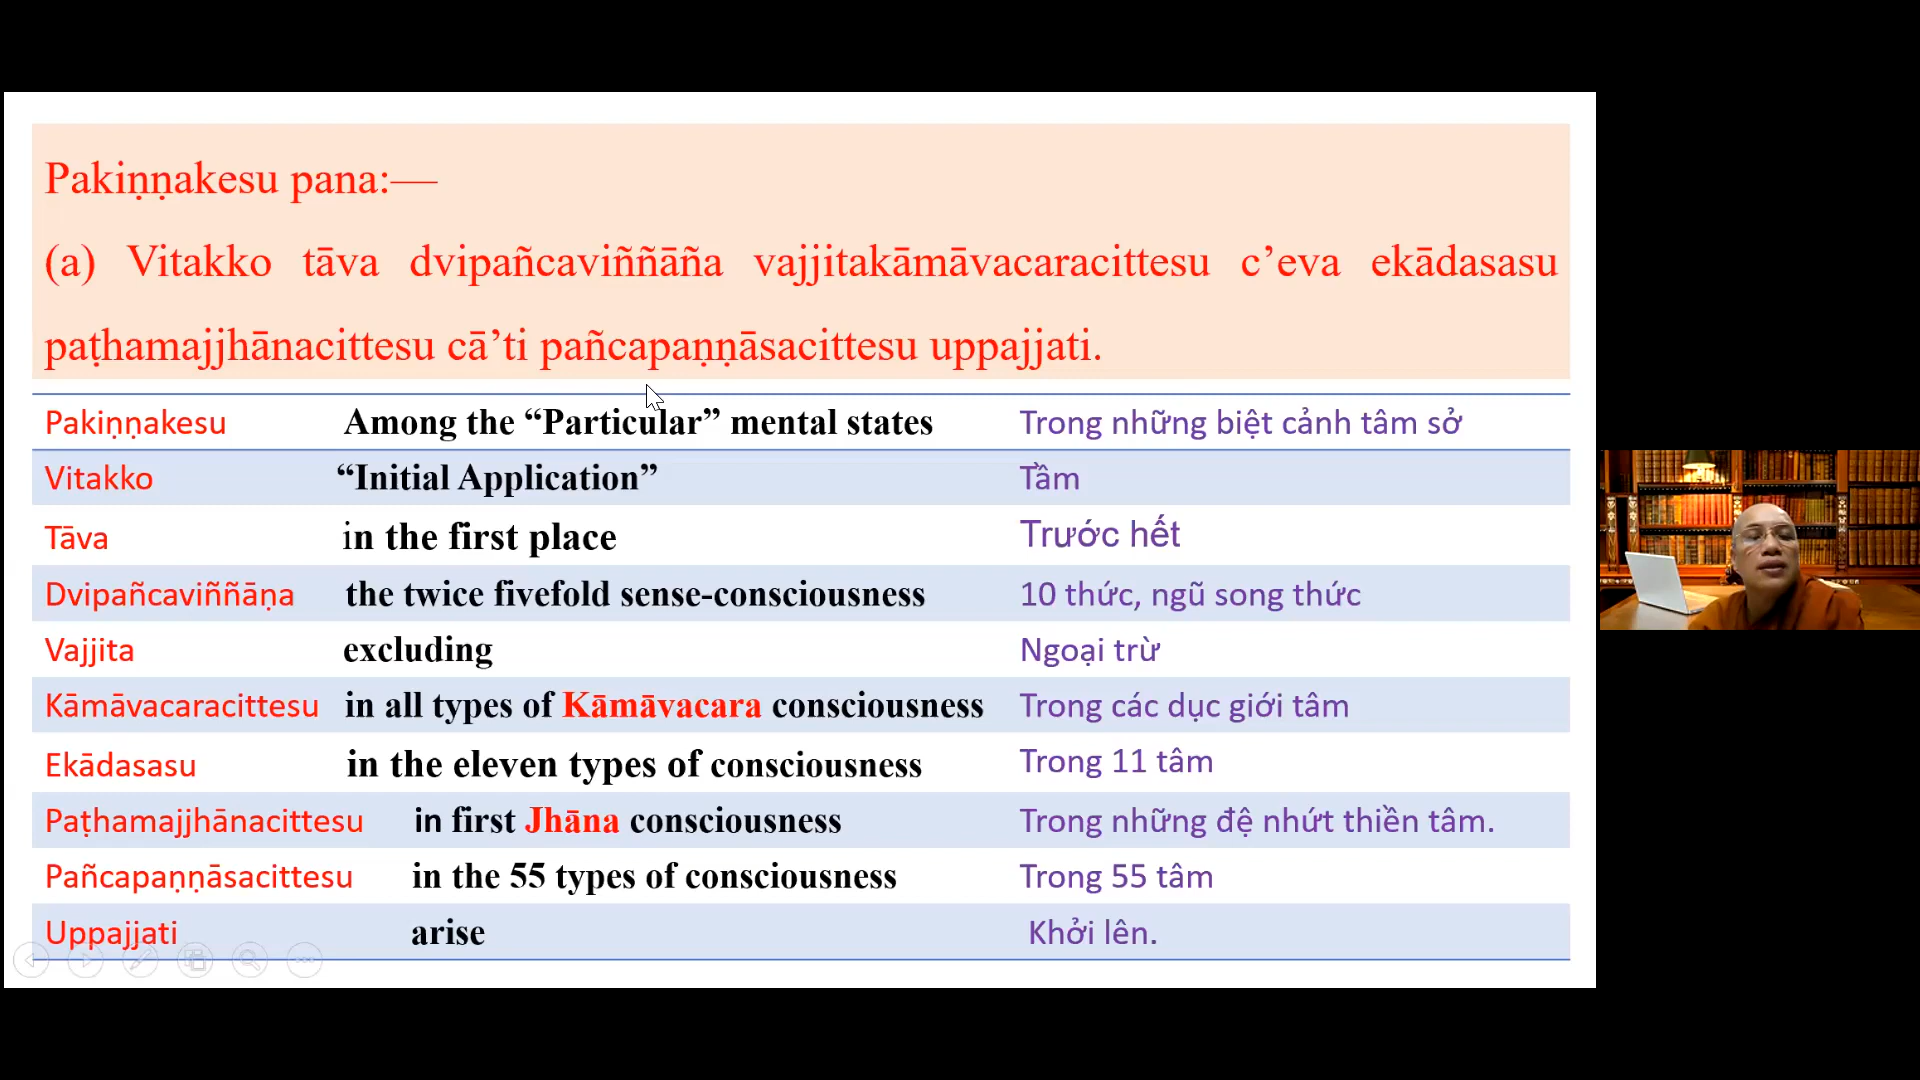 Pakiṇṇakesu pana:—
(a) Vitakko tāva dvipañcaviññāña vajjitakāmāvacaracittesu c’eva ekādasasu
paṭhamajjhānacittesu cā’ti pañcapaṇṇāsacittesu uppajjati.
Pakiṇṇakesu Among the “Particular” mental states Trong những biệt cảnh tâm sở
Vitakko “Initial Application” Tầm
Tāva in the first place Trước hết
Dvipañcaviññāṇa the twice fivefold sense-consciousness 10 thức, ngũ song thức
Vajjita excluding Ngoại trừ
Kāmāvacaracittesu in all types of Kāmāvacara consciousness Trong các dục giới tâm
Ekādasasu in the eleven types of consciousness Trong 11 tâm
Paṭhamajjhānacittesu in first Jhāna consciousness Trong những đệ nhứt thiền tâm.
Pañcapaṇṇāsacittesu in the 55 types of consciousness Trong 55 tâm
Uppajjati arise Khởi lên.